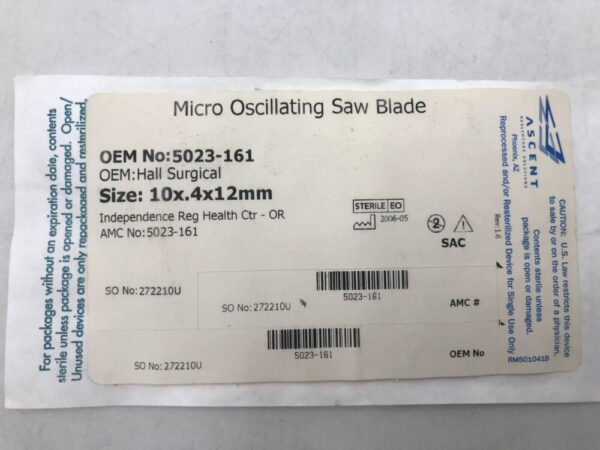 For packages without an expiration date, contents
sterile unless package is opened or damaged. Open/
Unused devices are only repackaged and resterilized.
Micro Oscillating Saw Blade
OEM No:5023-161
OEM:Hall Surgical
Size: 10x.4x12mm
Independence Reg Health Ctr - OR
AMC No:5023-161
STERILE EO
2006-05
2
SAC
SO No:272210U
SO No:272210U
5023-161
AMC #
5023-161
OEM No
SO No:272210U
ASCENT
HEALTHCARE SOLUTIONS
Phoenix, AZ
Reprocessed and/or Resterilized Device for Single Use Only
Rev: 1.6
Contents sterile unless
package is open or damaged.
CAUTION: U.S. Law restricts this device
to sale by or on the order of a physician.
RM501041B